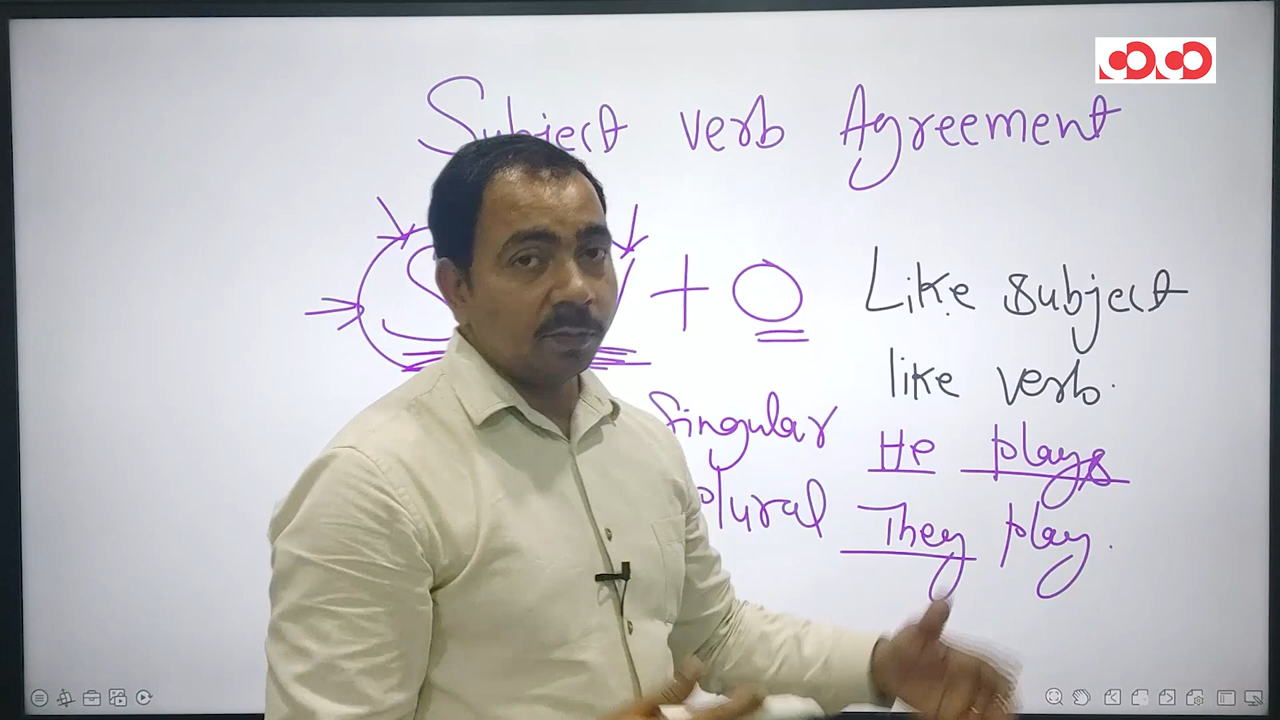 Subject verb Agreement
S V + O
Like subject
like verb.
Singular He plays
plural They play.